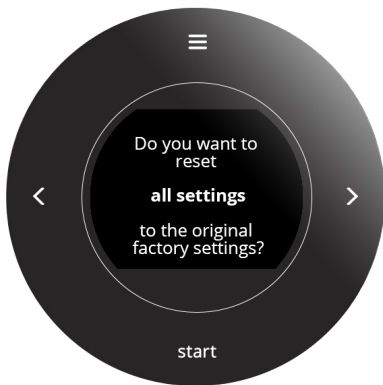 Do you want to
reset
all settings
to the original
factory settings?
start